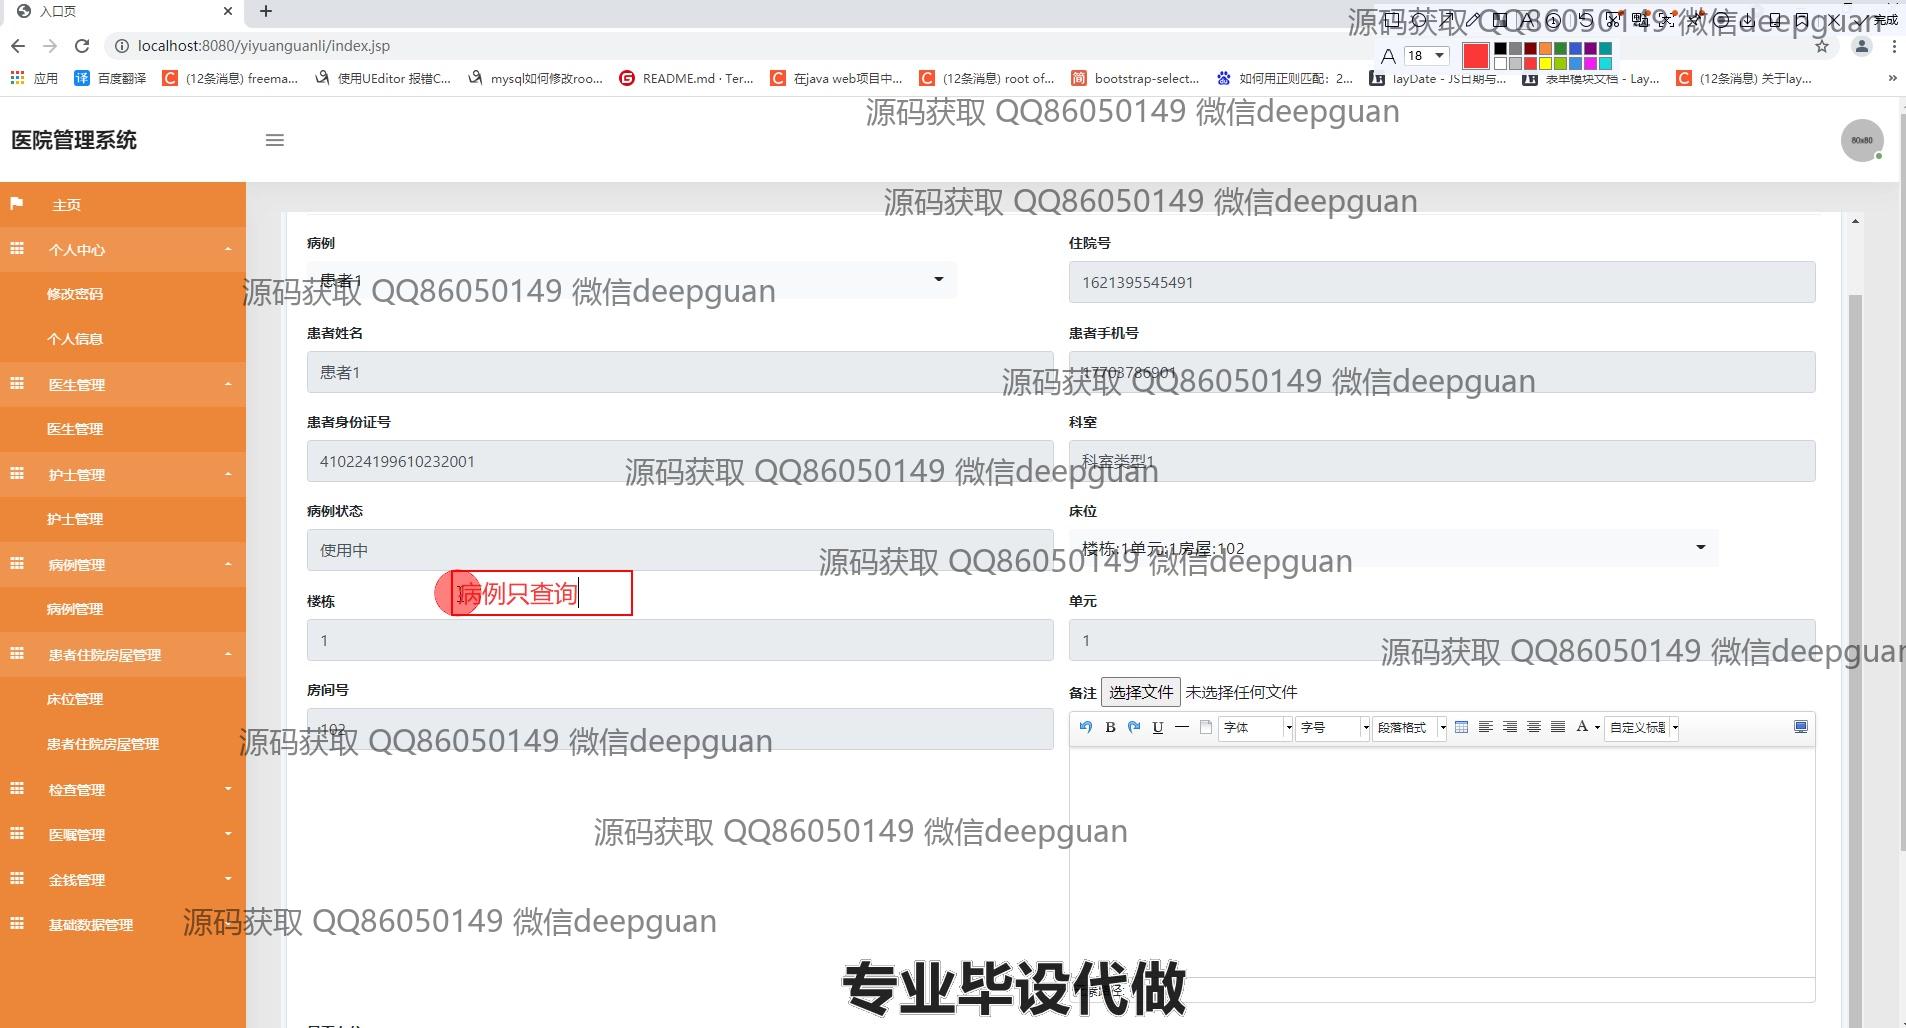 入口页
完成
localhost:8080/yiyuanguanli/index.jsp
源码获取 QQ86050149 微信deepguan
A 18
应用 百度翻译 (12条消息) freema... 使用UEditor 报错C... mysql如何修改roo... README.md · Ter... 在java web项目中... (12条消息) root of... bootstrap-select... 如何用正则匹配：2... layDate - JS日期与... 表单模块文档 - Lay... (12条消息) 关于lay...
源码获取 QQ86050149 微信deepguan
医院管理系统
80x80
主页
源码获取 QQ86050149 微信deepguan
个人中心
修改密码
个人信息
医生管理
医生管理
护士管理
护士管理
病例管理
病例管理
患者住院房屋管理
床位管理
患者住院房屋管理
检查管理
医嘱管理
金钱管理
基础数据管理
病例 住院号
患者1 1621395545491
源码获取 QQ86050149 微信deepguan
患者姓名 患者手机号
患者1 17703786901
源码获取 QQ86050149 微信deepguan
患者身份证号 科室
410224199610232001 科室类型1
源码获取 QQ86050149 微信deepguan
病例状态 床位
使用中 楼栋:1单元:1房屋:102
源码获取 QQ86050149 微信deepguan
病例只查询
楼栋 单元
1 1
源码获取 QQ86050149 微信deepguan
房间号 备注 选择文件 未选择任何文件
102 B U 字体 字号 段落格式 A 自定义标题
源码获取 QQ86050149 微信deepguan
源码获取 QQ86050149 微信deepguan
源码获取 QQ86050149 微信deepguan
专业毕设代做